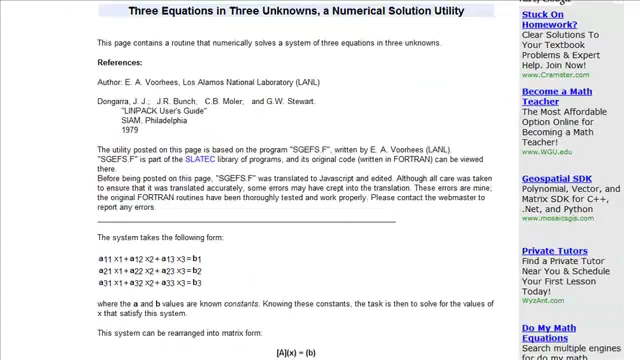 Three Equations in Three Unknowns, a Numerical Solution Utility
This page contains a routine that numerically solves a system of three equations in three unknowns.
References:
Author: E. A. Voorhees, Los Alamos National Laboratory (LANL)
Dongarra, J. J.; J.R. Bunch; C.B. Moler; and G.W. Stewart.
"LINPACK User's Guide"
SIAM, Philadelphia
1979
The utility posted on this page is based on the program "SGEFS.F", written by E. A. Voorhees (LANL).
"SGEFS.F" is part of the SLATEC library of programs, and its original code (written in FORTRAN) can be viewed
there.
Before being posted on this page, "SGEFS.F" was translated to Javascript and edited. Although all care was taken
to ensure that it was translated accurately, some errors may have crept into the translation. These errors are mine;
the original FORTRAN routines have been thoroughly tested and work properly. Please contact the webmaster to
report any errors.
The system takes the following form:
a11 x1 + a12 x2 + a13 x3 = b1
a21 x1 + a22 x2 + a23 x3 = b2
a31 x1 + a32 x2 + a33 x3 = b3
where the a and b values are known constants. Knowing these constants, the task is then to solve for the values of
x that satisfy this system.
This system can be rearranged into matrix form:
[A](x) = (b)
Stuck On
Homework?
Clear Solutions To
Your Textbook
Problems & Expert
Help. Join Now!
www.Cramster.com
Become a Math
Teacher
The Most Affordable
Option Online for
Becoming a Math
Teacher!
www.WGU.edu
Geospatial SDK
Polynomial, Vector, and
Matrix SDK for C++,
.Net, and Python
www.mosaicsgis.com
Private Tutors
Find a Private Tutor
Near You & Schedule
Your First Lesson
Today!
WyzAnt.com
Do My Math
Equations
Search multiple
engines for do my math